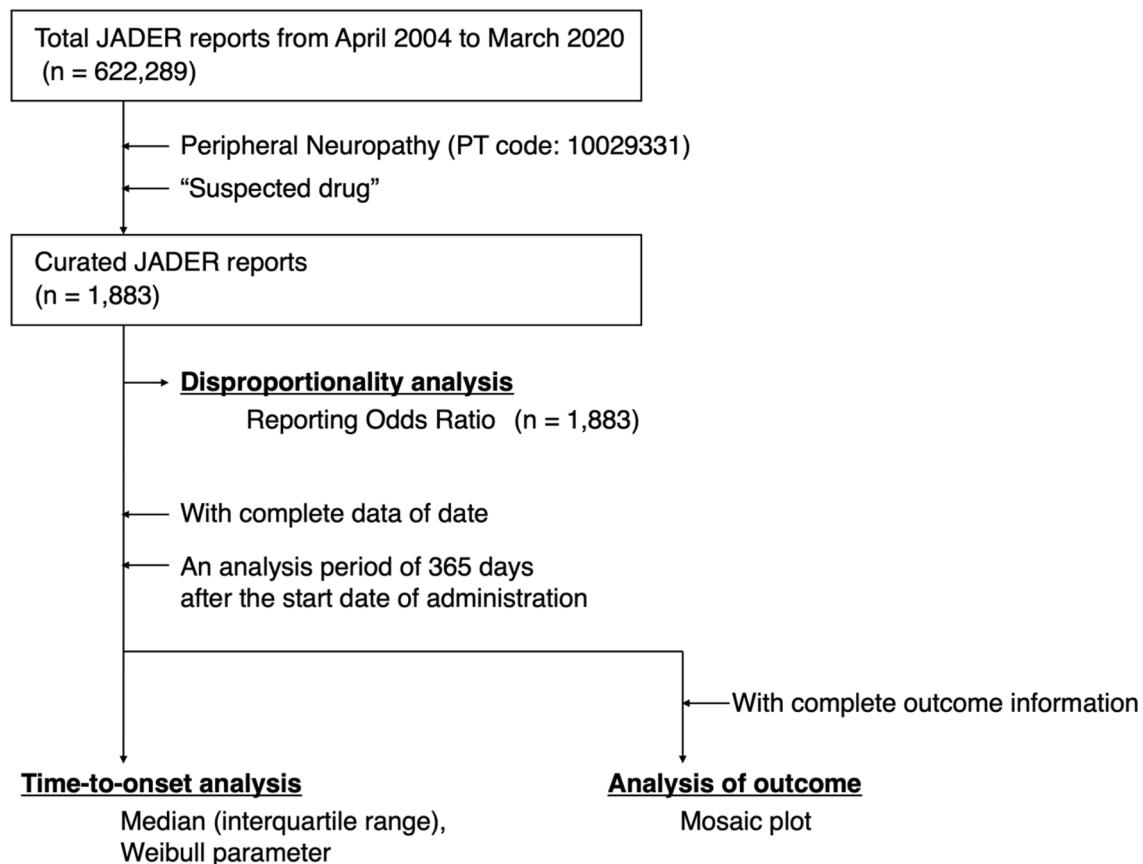 Total JADER reports from April 2004 to March 2020
(n = 622,289)
Peripheral Neuropathy (PT code: 10029331)
“Suspected drug”
Curated JADER reports
(n = 1,883)
Disproportionality analysis
Reporting Odds Ratio (n = 1,883)
With complete data of date
An analysis period of 365 days
after the start date of administration
With complete outcome information
Time-to-onset analysis
Median (interquartile range),
Weibull parameter
Analysis of outcome
Mosaic plot